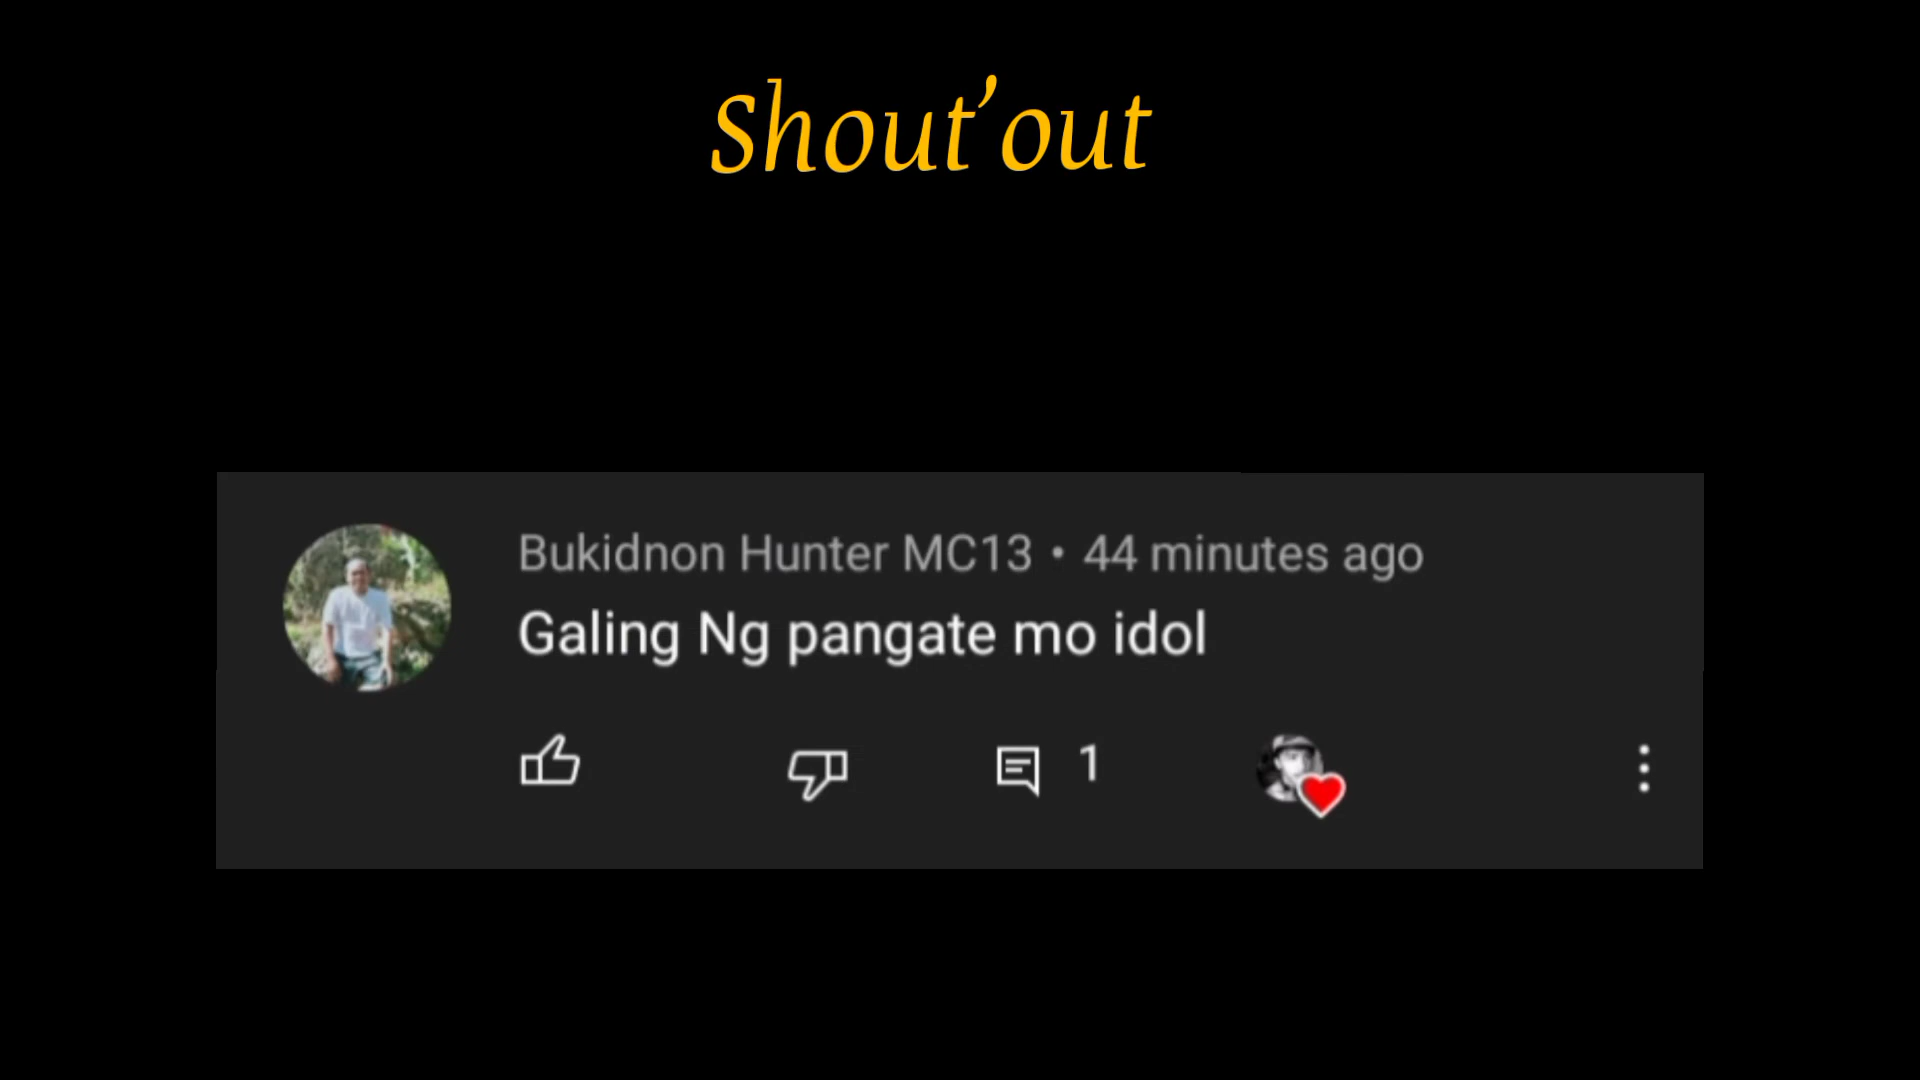 Shout'out
Bukidnon Hunter MC13 • 44 minutes ago
Galing Ng pangate mo idol
1